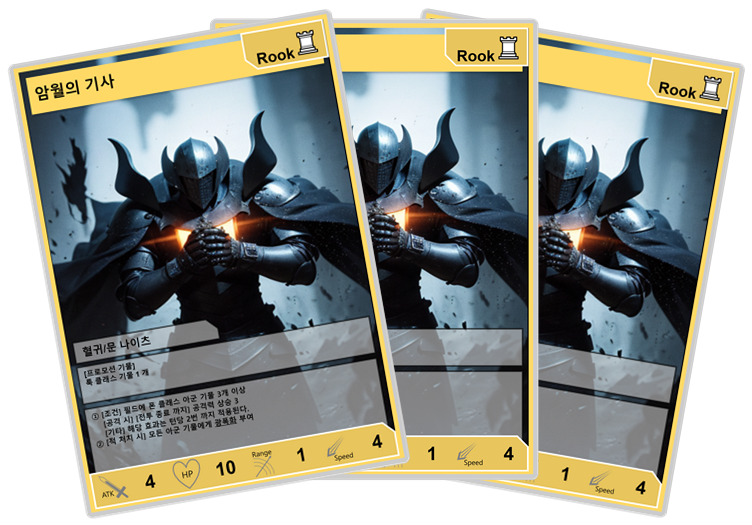 암월의 기사
Rook
혈귀/문 나이츠
[프로모션 기물]
룩 클래스 기물 1 개
① [조건] 필드에 폰 클래스 아군 기물 3개 이상
[공격 시] [전투 종료 까지] 공격력 상승 3
[기타] 해당 효과는 턴당 2번 까지 적용된다.
② [적 처치 시] 모든 아군 기물에게 광폭화 부여
ATK 4 HP 10 Range 1 Speed 4
Rook
1 Speed 4
Rook
1 Speed 4